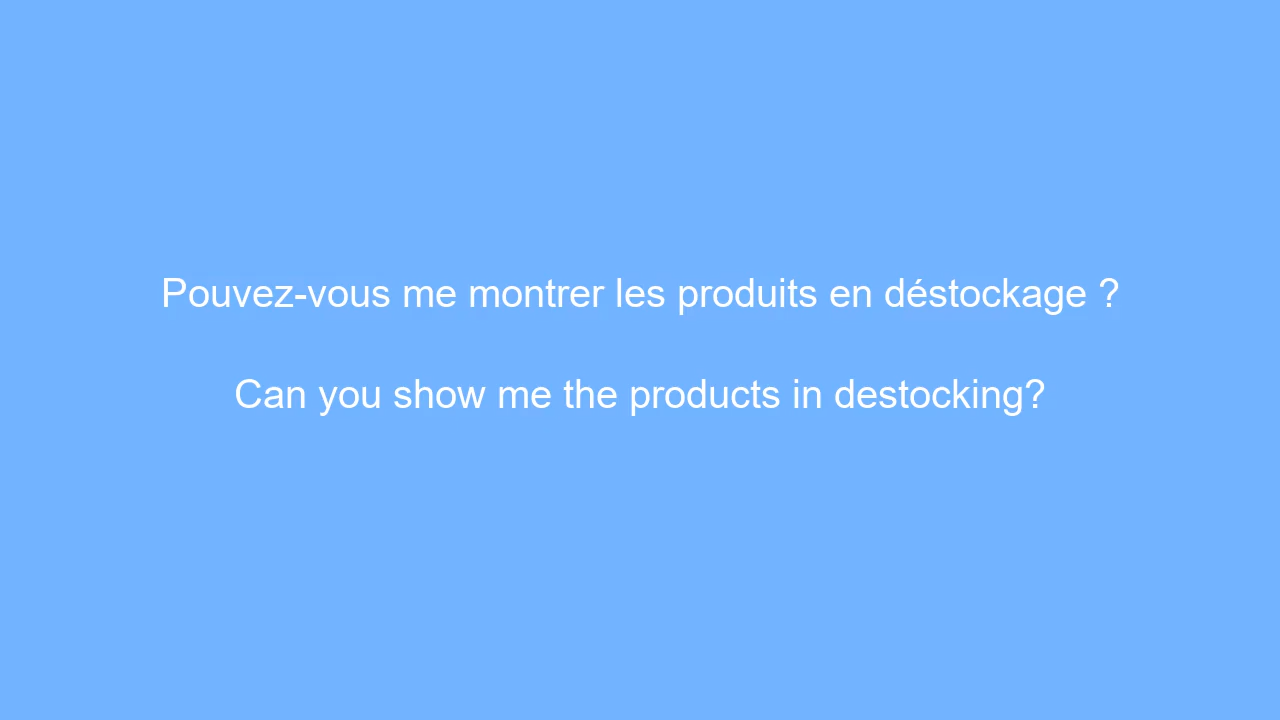 Pouvez-vous me montrer les produits en déstockage ?
Can you show me the products in destocking?